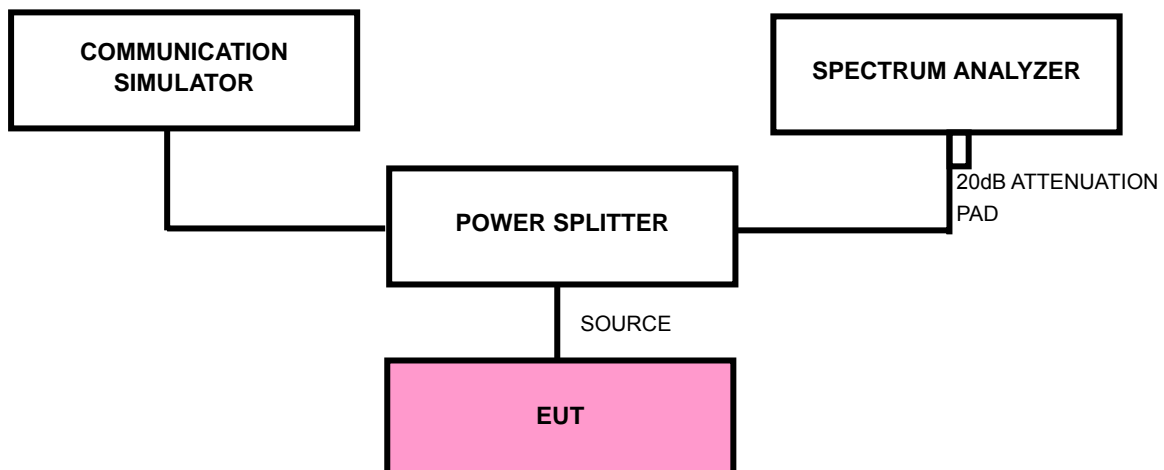 COMMUNICATION
SIMULATOR
SPECTRUM ANALYZER
20dB ATTENUATION
PAD
POWER SPLITTER
SOURCE
EUT